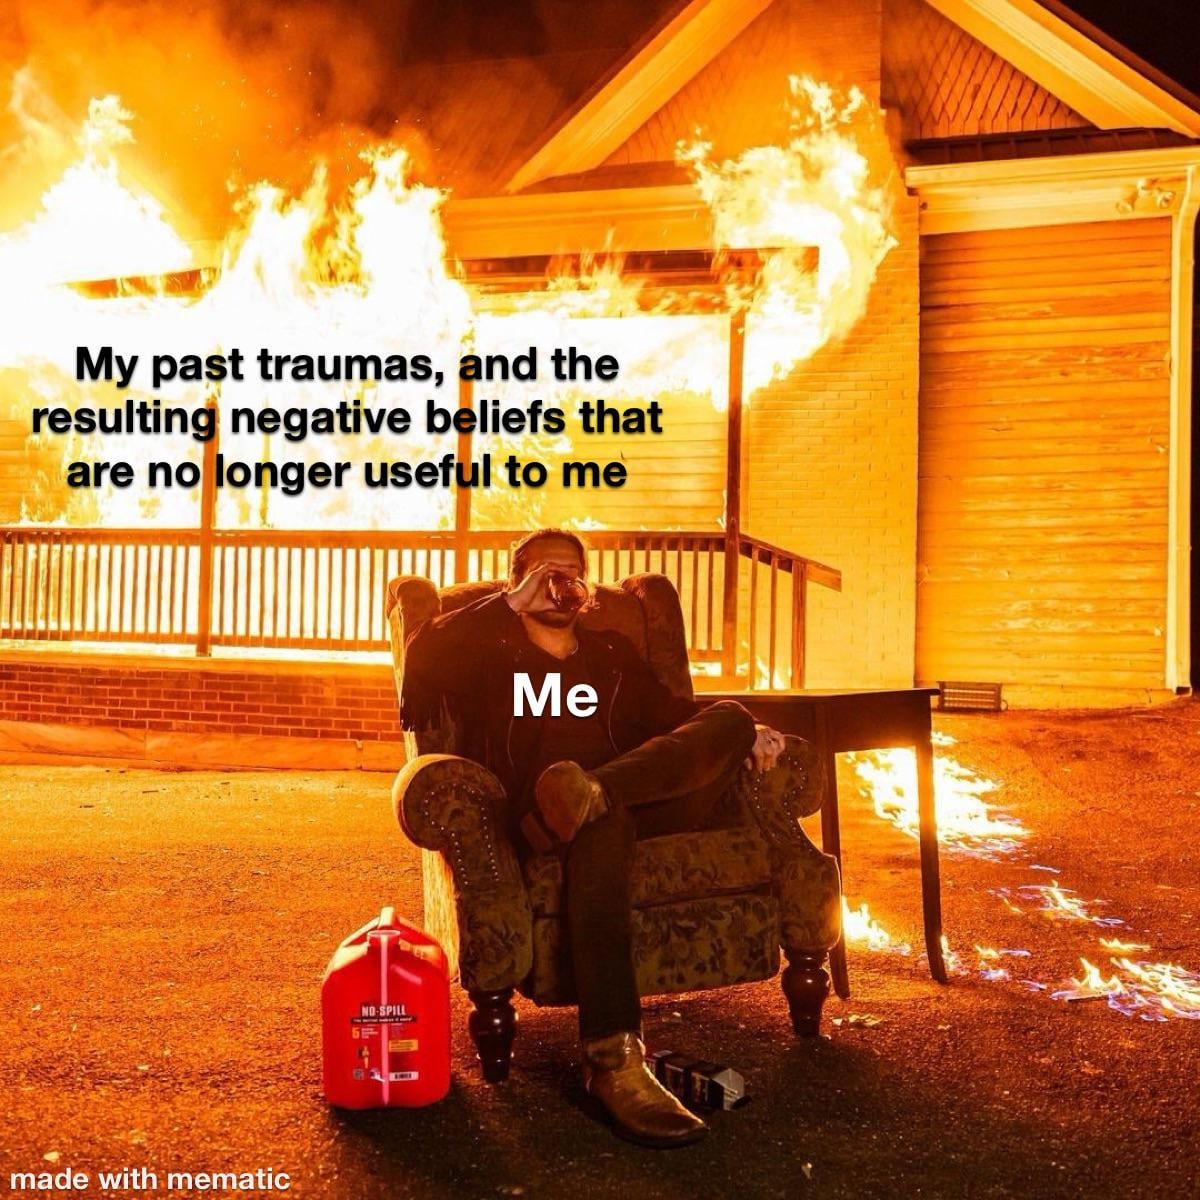 My past traumas, and the
resulting negative beliefs that
are no longer useful to me
Me
NO-SPILL
5
made with mematic